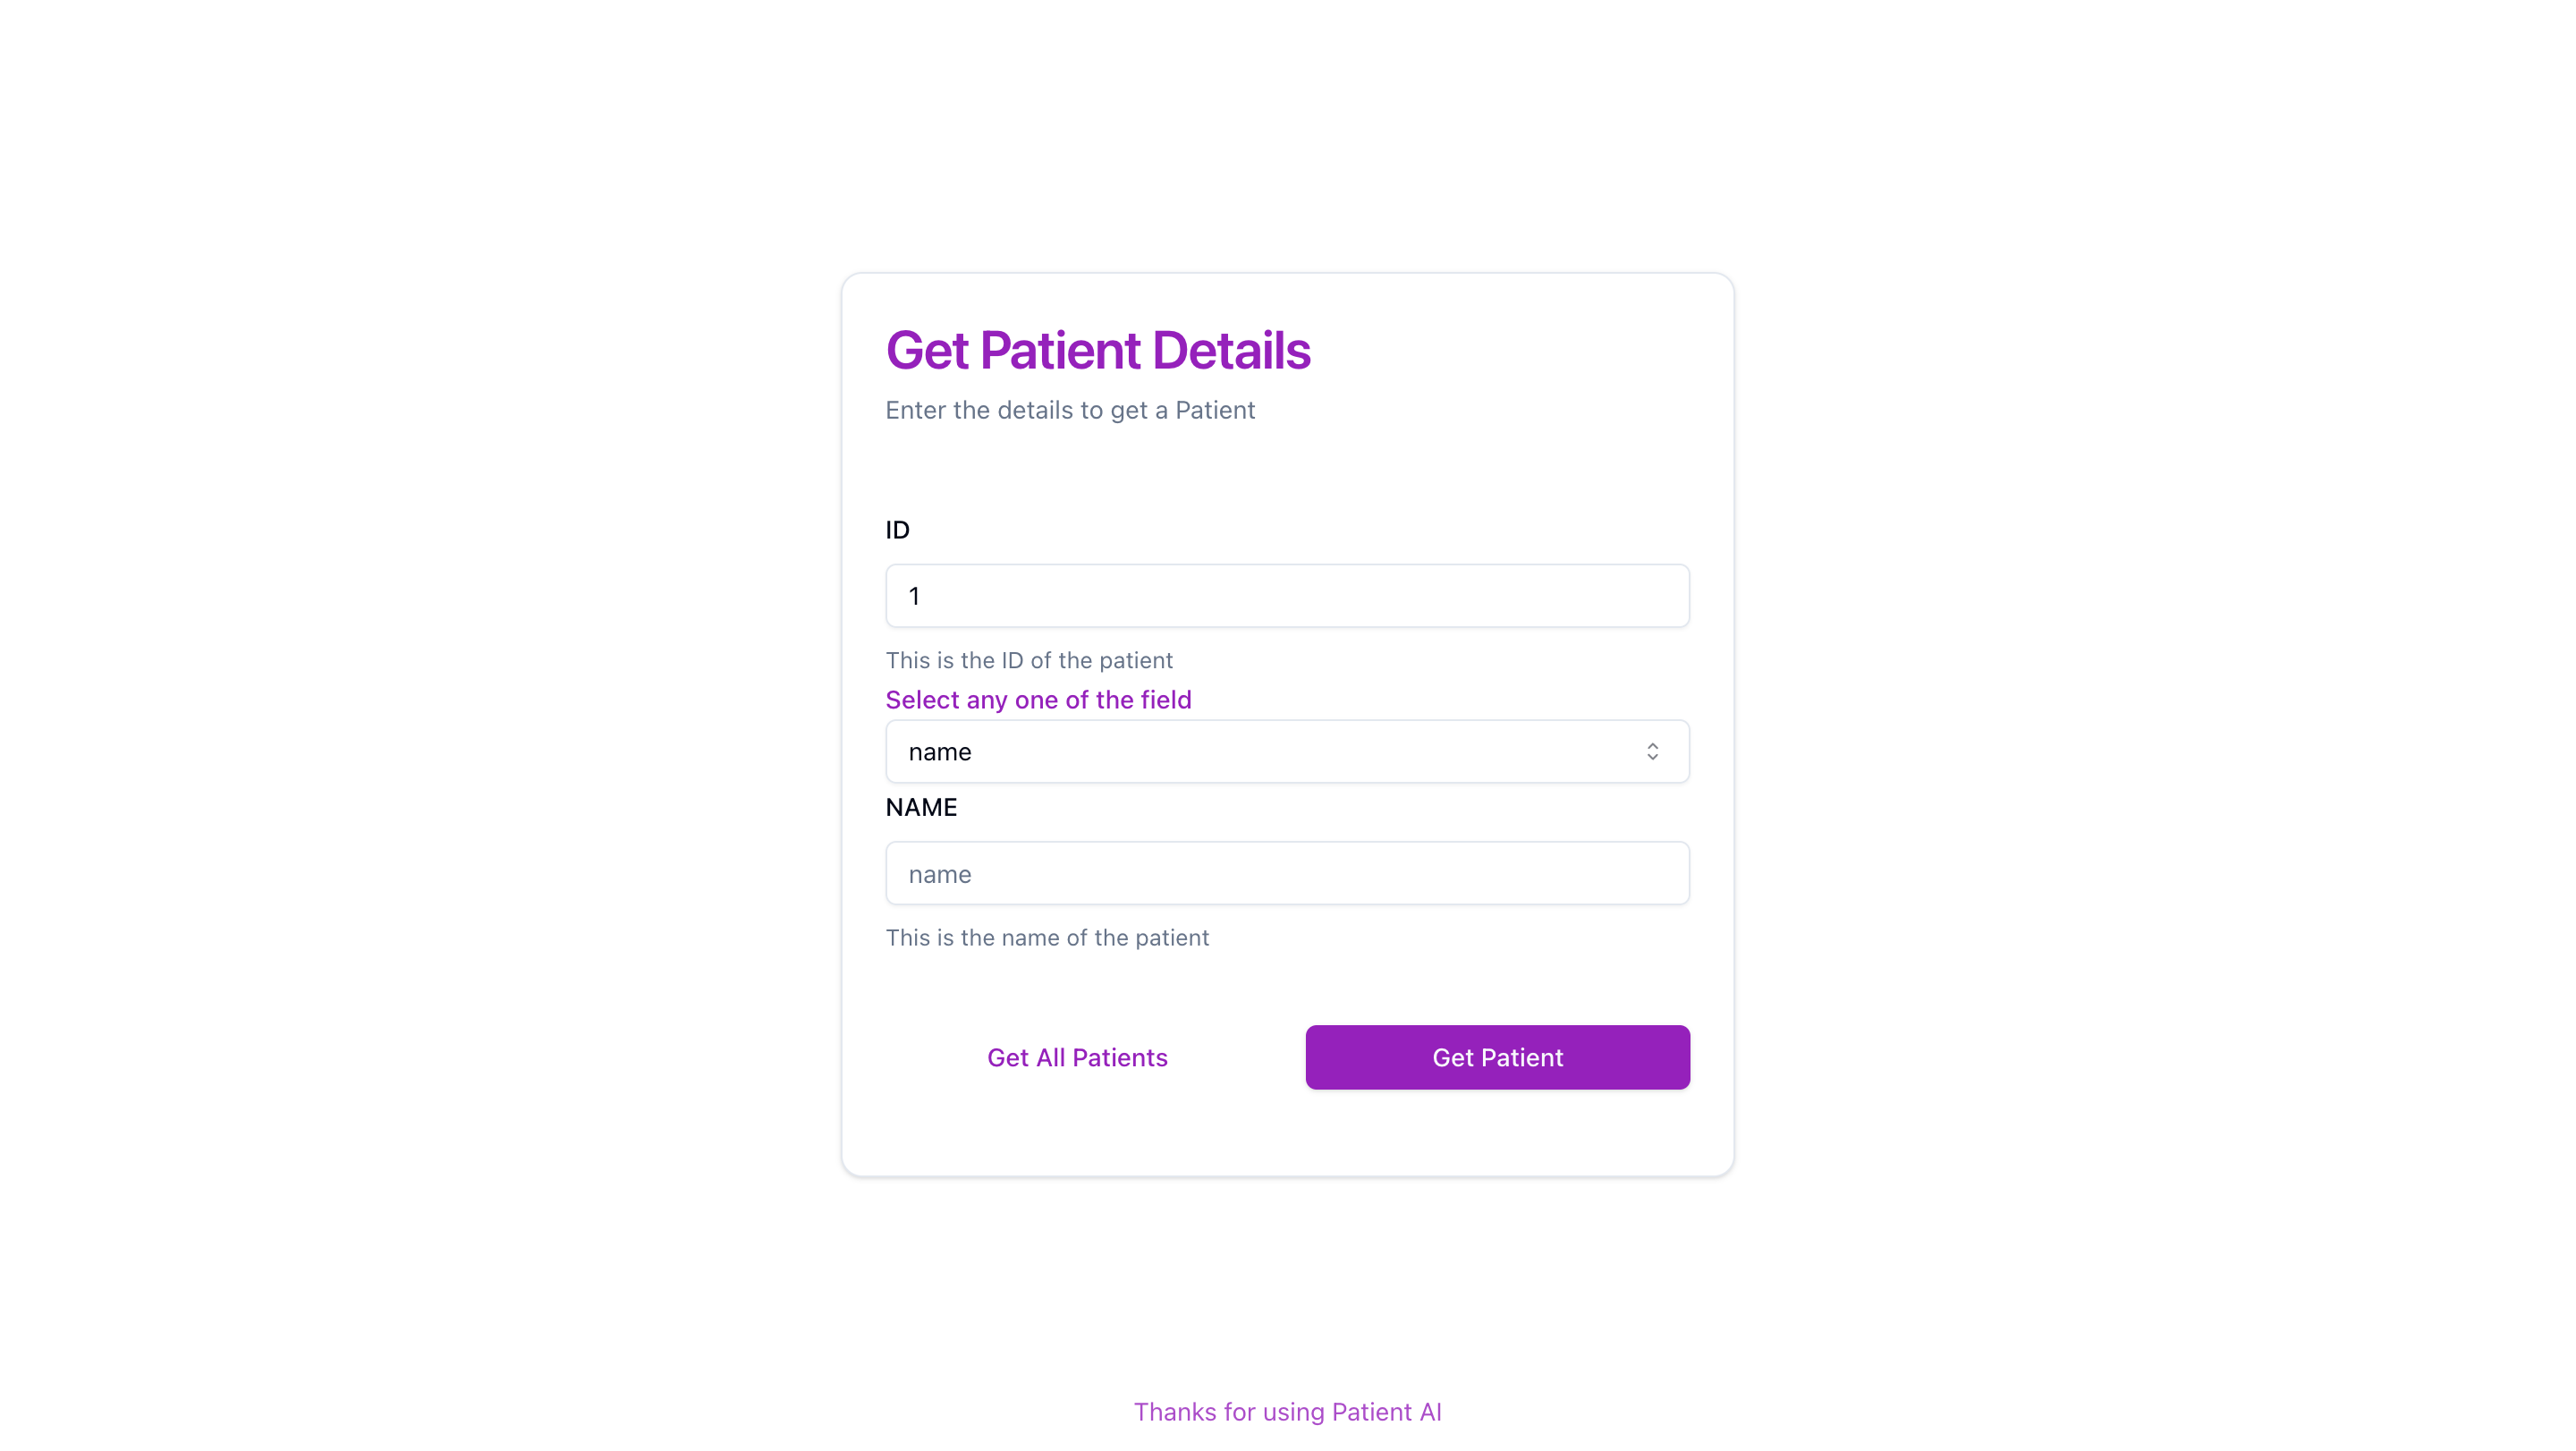 Get Patient Details
Enter the details to get a Patient
ID
1
This is the ID of the patient
Select any one of the field
name
NAME
name
This is the name of the patient
Get All Patients
Get Patient
Thanks for using Patient AI